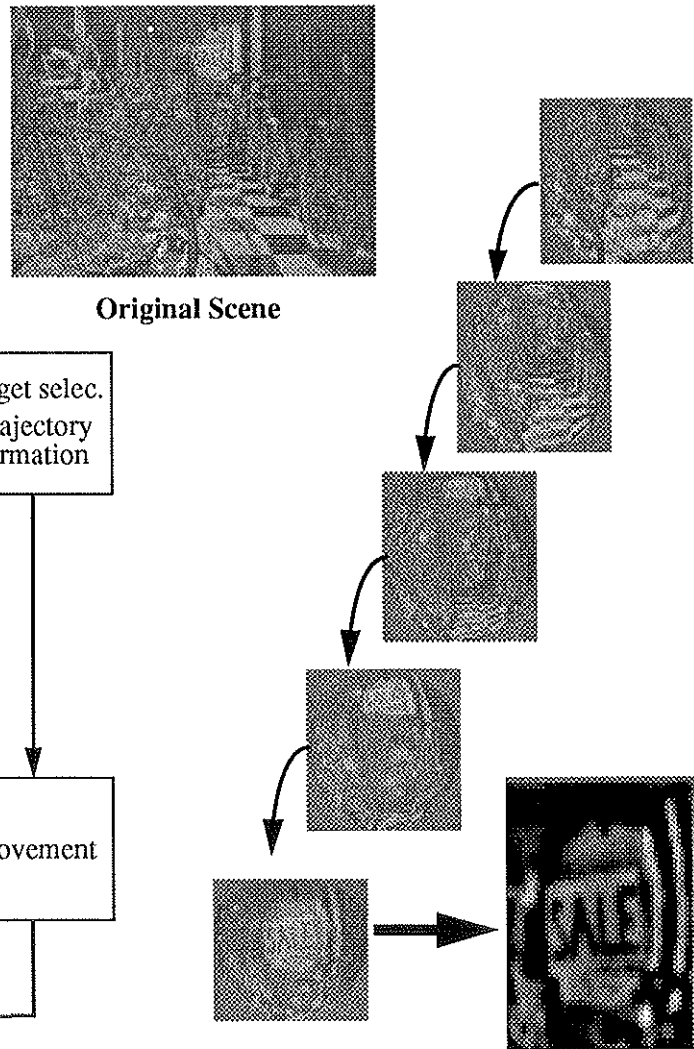 Original Scene
get selec.
ajectory
rmation
ovement
SALE